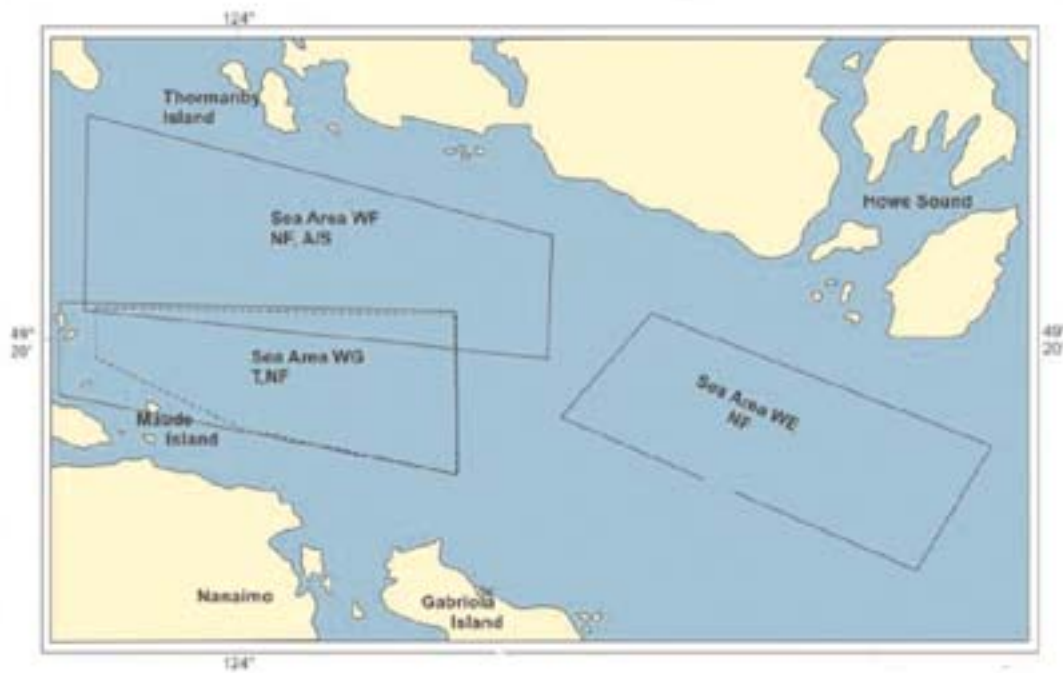 124°
Thormanby
Island
Sea Area WF
NF, A/S
Howe Sound
49°
20'
49°
20'
Sea Area WG
T,NF
Sea Area WE
NF
Maude
Island
Nanaimo
Gabriola
Island
124°